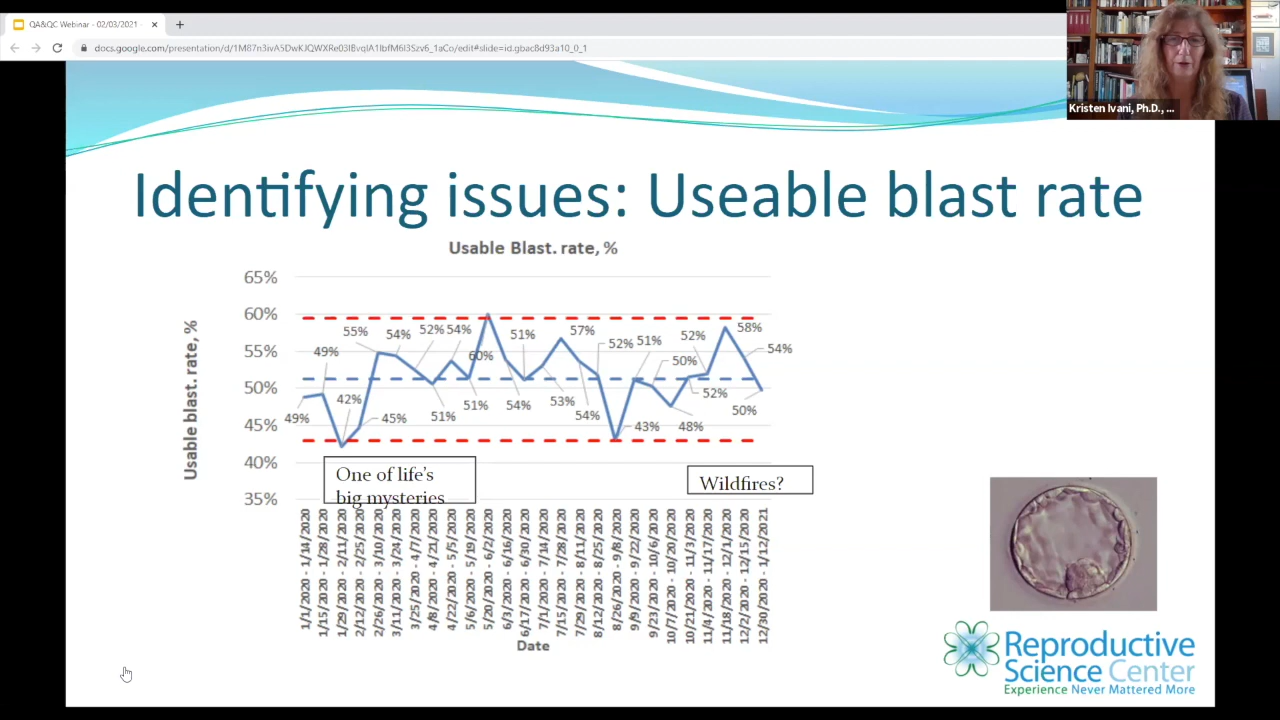 QA&QC Webinar - 02/03/2021 -
Kristen Ivani, Ph.D., ...
Identifying issues: Useable blast rate
Usable Blast. rate, %
Usable blast. rate, %
65%
60%
55%
50%
45%
40%
35%
49%
49%
42%
45%
55%
54%
52%
51%
54%
51%
60%
54%
51%
53%
57%
54%
52%
43%
51%
50%
48%
52%
52%
58%
54%
50%
One of life's
big mysteries
Wildfires?
1/1/2020 - 1/14/2020
1/15/2020 - 1/28/2020
1/29/2020 - 2/11/2020
2/12/2020 - 2/25/2020
2/26/2020 - 3/10/2020
3/11/2020 - 3/24/2020
3/25/2020 - 4/7/2020
4/8/2020 - 4/21/2020
4/22/2020 - 5/5/2020
5/6/2020 - 5/19/2020
5/20/2020 - 6/2/2020
6/3/2020 - 6/16/2020
6/17/2020 - 6/30/2020
7/1/2020 - 7/14/2020
7/15/2020 - 7/28/2020
7/29/2020 - 8/11/2020
8/12/2020 - 8/25/2020
8/26/2020 - 9/8/2020
9/9/2020 - 9/22/2020
9/23/2020 - 10/6/2020
10/7/2020 - 10/20/2020
10/21/2020 - 11/3/2020
11/4/2020 - 11/17/2020
11/18/2020 - 12/1/2020
12/2/2020 - 12/15/2020
12/30/2020 - 1/12/2021
Date
Reproductive
Science Center
Experience Never Mattered More